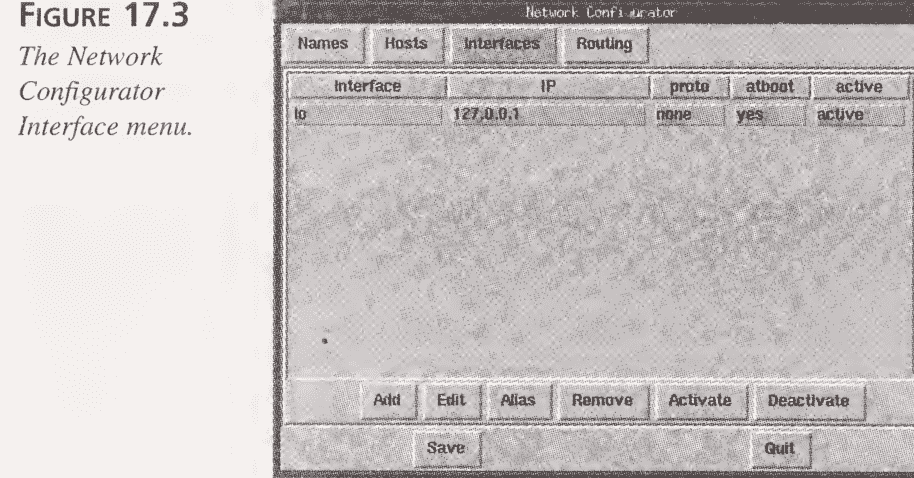 FIGURE 17.3
The Network
Configurator
Interface menu.
Network Configurator
Names Hosts Interfaces Routing
Interface IP proto atboot active
lo 127.0.0.1 none yes active
Add Edit Alias Remove Activate Deactivate
Save Quit